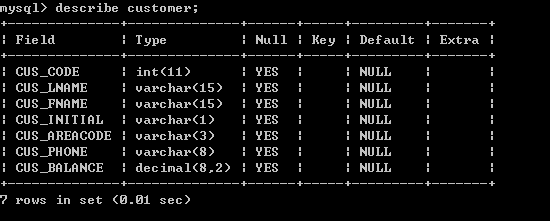 mysql> describe customer;
+--------------+--------------+------+-----+---------+-------+
| Field        | Type         | Null | Key | Default | Extra |
+--------------+--------------+------+-----+---------+-------+
| CUS_CODE     | int(11)      | YES  |     | NULL    |       |
| CUS_LNAME    | varchar(15)  | YES  |     | NULL    |       |
| CUS_FNAME    | varchar(15)  | YES  |     | NULL    |       |
| CUS_INITIAL  | varchar(1)   | YES  |     | NULL    |       |
| CUS_AREACODE | varchar(3)   | YES  |     | NULL    |       |
| CUS_PHONE    | varchar(8)   | YES  |     | NULL    |       |
| CUS_BALANCE  | decimal(8,2) | YES  |     | NULL    |       |
+--------------+--------------+------+-----+---------+-------+
7 rows in set (0.01 sec)